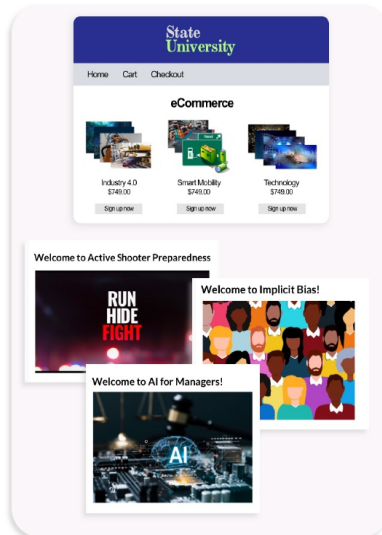 State
University
Home Cart Checkout
eCommerce
Industry 4.0 Smart Mobility Technology
$749.00 $749.00 $749.00
Sign up now Sign up now Sign up now
Welcome to Active Shooter Preparedness
RUN
HIDE
FIGHT
Welcome to Implicit Bias!
Welcome to AI for Managers!
AI